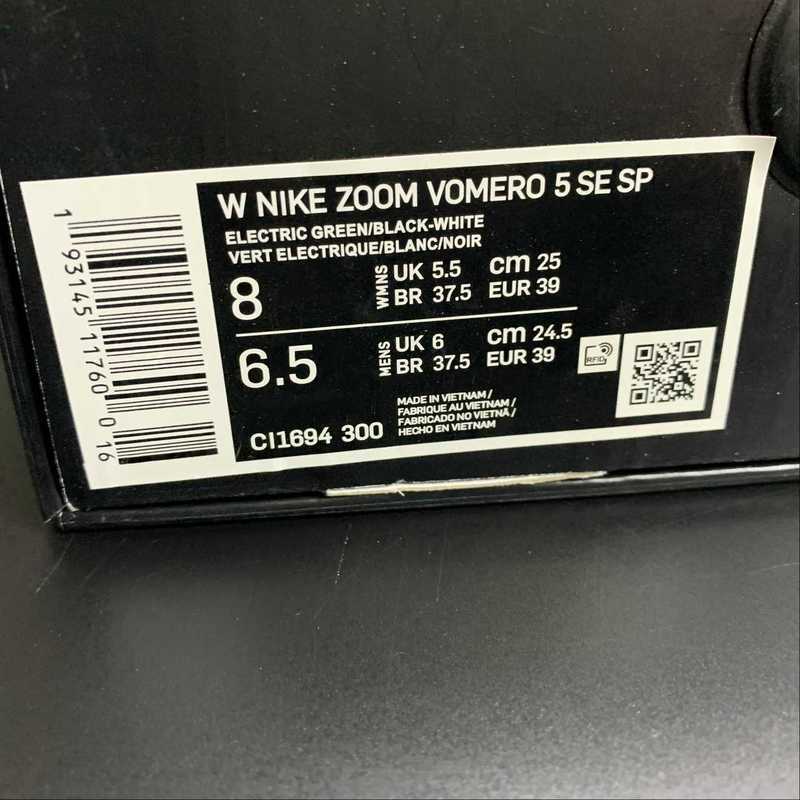 W NIKE ZOOM VOMERO 5 SE SP
ELECTRIC GREEN/BLACK-WHITE
VERT ELECTRIQUE/BLANC/NOIR
8 WMNS UK 5.5 cm 25
BR 37.5 EUR 39
6.5 MENS UK 6 cm 24.5
BR 37.5 EUR 39
RFID
MADE IN VIETNAM /
FABRIQUE AU VIETNAM /
FABRICADO NO VIETNÃ /
HECHO EN VIETNAM
CI1694 300
1 93145 11760 0 16